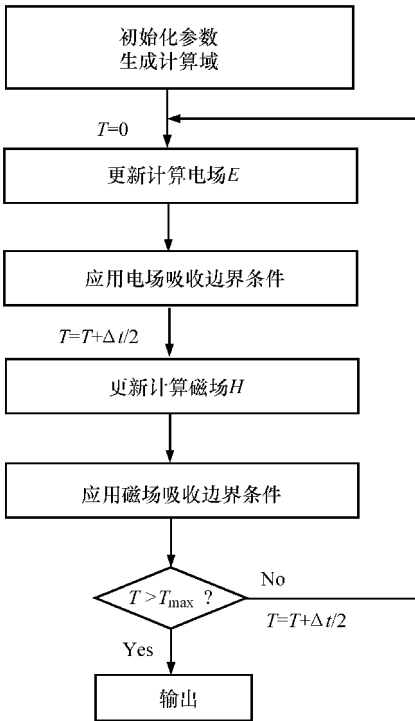 初始化参数
生成计算域
T=0
更新计算电场E
应用电场吸收边界条件
T=T+Δt/2
更新计算磁场H
应用磁场吸收边界条件
T >Tmax ?
No
T=T+Δt/2
Yes
输出